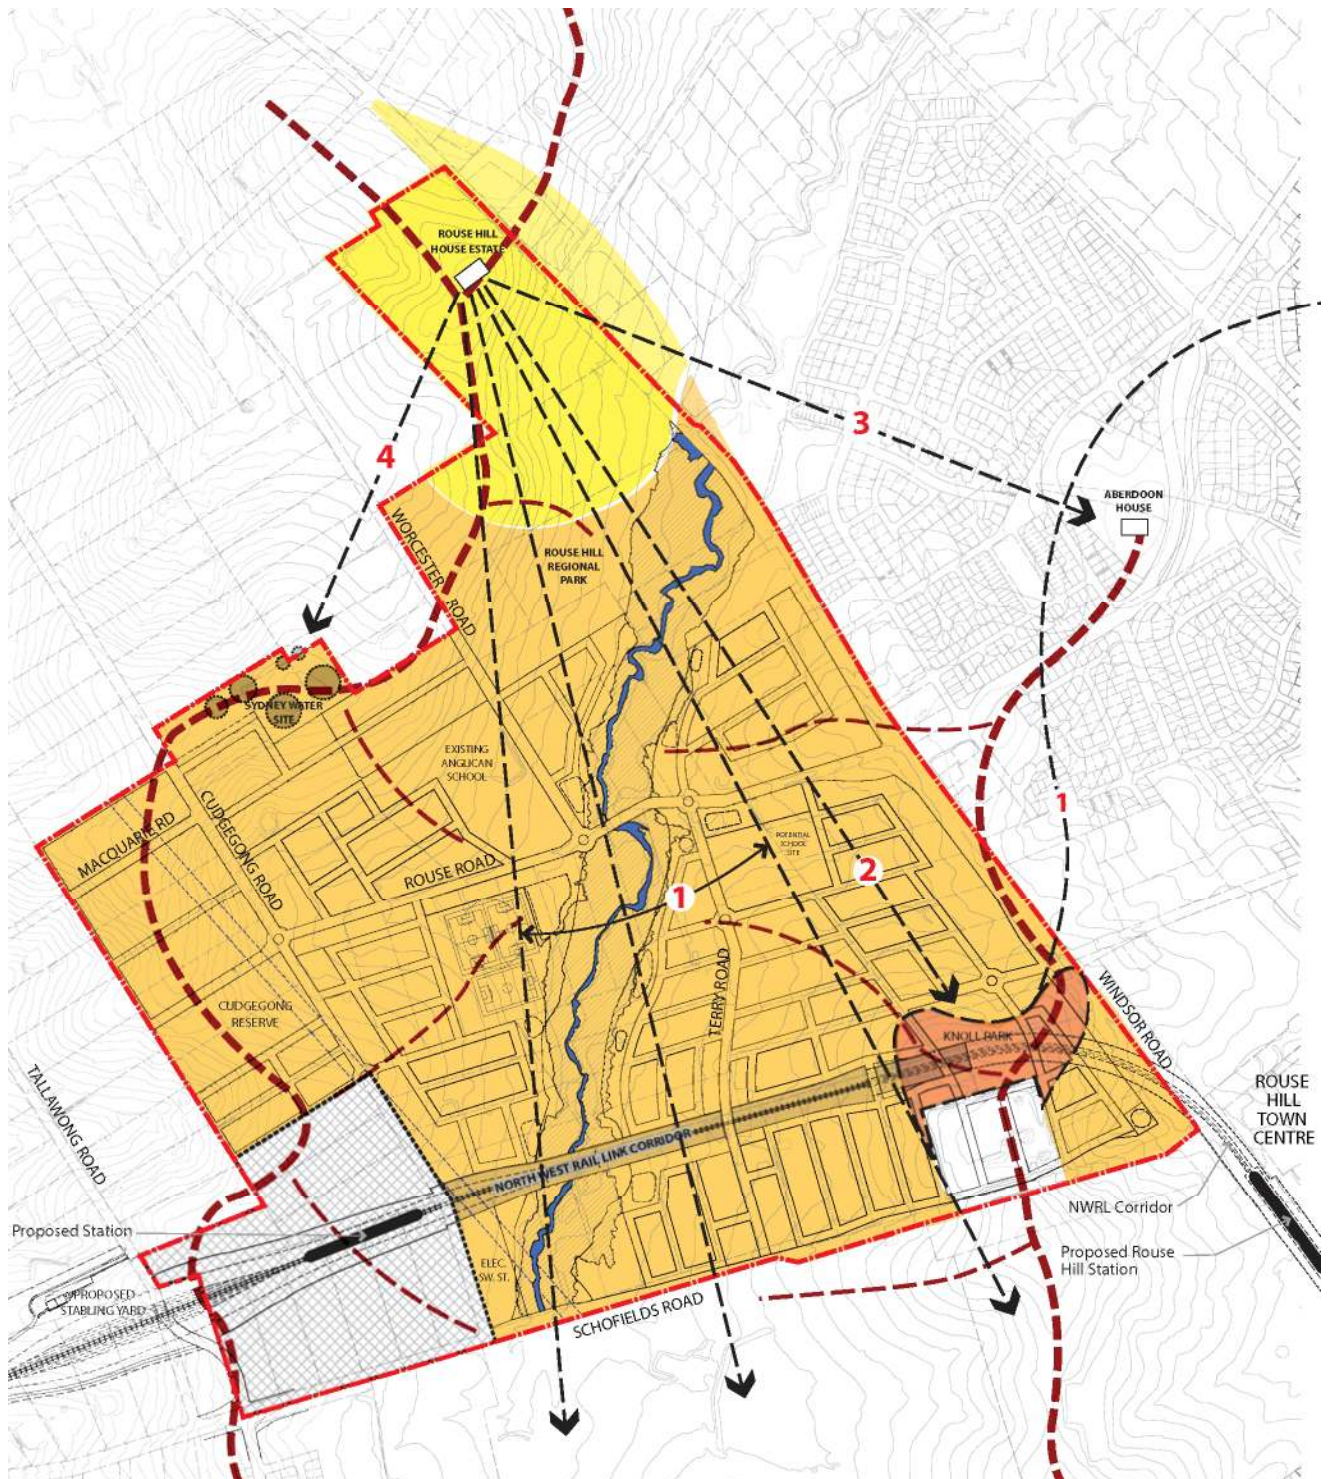 ROUSE HILL
HOUSE ESTATE
3
4
ABERDOON
HOUSE
WORCESTER ROAD
ROUSE HILL
REGIONAL
PARK
SYDNEY WATER
SITE
EXISTING
ANGLICAN
SCHOOL
1
MACQUARIE RD
CUDGEGONG ROAD
POTENTIAL
SCHOOL
SITE
ROUSE ROAD
2
1
CUDGEGONG
RESERVE
TERRY ROAD
KNOLL PARK
WINDSOR ROAD
TALLAWONG ROAD
ROUSE
HILL
TOWN
CENTRE
NORTH WEST RAIL LINK CORRIDOR
NWRL Corridor
Proposed Station
Proposed Rouse
Hill Station
ELEC.
SW. ST.
PROPOSED
STABLING YARD
SCHOFIELDS ROAD